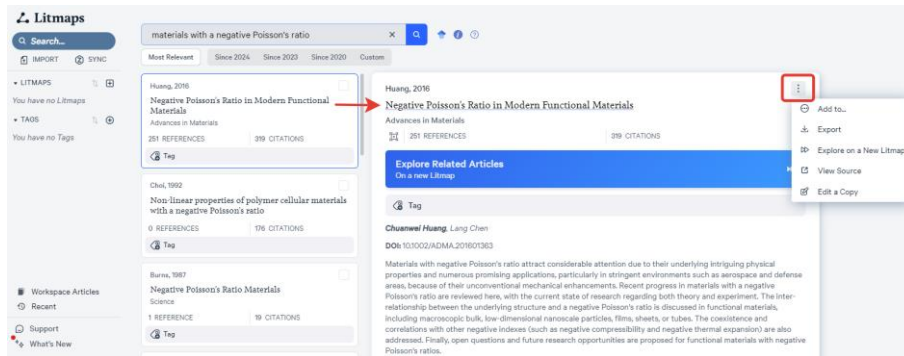 Litmaps
Search...
IMPORT SYNC
LITMAPS
You have no Litmaps
TAGS
You have no Tags
Workspace Articles
Recent
Support
What's New
materials with a negative Poisson's ratio
Most Relevant Since 2024 Since 2023 Since 2020 Custom
Huang, 2016
Negative Poisson's Ratio in Modern Functional
Materials
Advances in Materials
251 REFERENCES 319 CITATIONS
Tag
Choi, 1992
Non-linear properties of polymer cellular materials
with a negative Poisson's ratio
0 REFERENCES 176 CITATIONS
Tag
Burns, 1987
Negative Poisson's Ratio Materials
Science
1 REFERENCE 19 CITATIONS
Tag
Huang, 2016
Negative Poisson's Ratio in Modern Functional Materials
Advances in Materials
251 REFERENCES 319 CITATIONS
Explore Related Articles
On a new Litmap
Tag
Chuanwei Huang, Lang Chen
DOI: 10.1002/ADMA.201601363
Materials with negative Poisson's ratio attract considerable attention due to their underlying intriguing physical
properties and numerous promising applications, particularly in stringent environments such as aerospace and defense
areas, because of their unconventional mechanical enhancements. Recent progress in materials with a negative
Poisson's ratio are reviewed here, with the current state of research regarding both theory and experiment. The inter-
relationship between the underlying structure and a negative Poisson's ratio is discussed in functional materials,
including macroscopic bulk, low-dimensional nanoscale particles, films, sheets, or tubes. The coexistence and
correlations with other negative indexes (such as negative compressibility and negative thermal expansion) are also
addressed. Finally, open questions and future research opportunities are proposed for functional materials with negative
Poisson's ratios.
Add to...
Export
Explore on a New Litmap
View Source
Edit a Copy